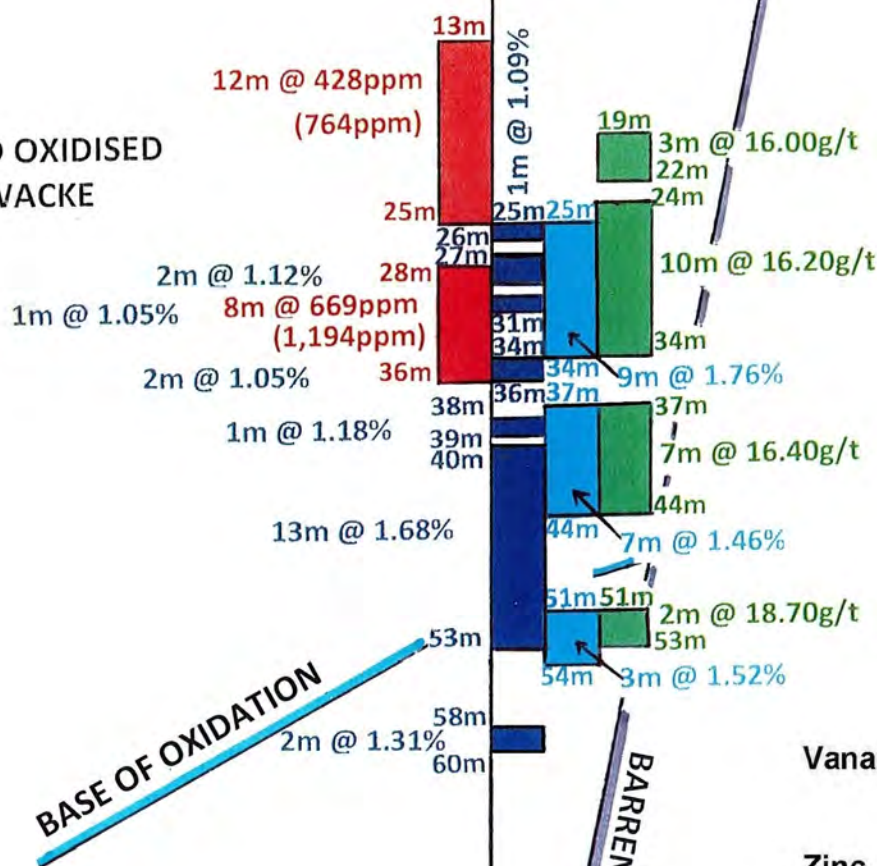 13m
1m @ 1.09%
12m @ 428ppm
(764ppm)
19m
3m @ 16.00g/t
22m
OXIDISED
24m
25m
25m
25m
26m
27m
28m
2m @ 1.12%
10m @ 16.20g/t
1m @ 1.05%
8m @ 669ppm
(1,194ppm)
31m
34m
34m
34m
2m @ 1.05%
36m
9m @ 1.76%
36m
37m
38m
37m
1m @ 1.18%
39m
40m
7m @ 16.40g/t
44m
13m @ 1.68%
44m
7m @ 1.46%
51m
51m
2m @ 18.70g/t
53m
53m
54m
3m @ 1.52%
BASE OF OXIDATION
58m
2m @ 1.31%
60m
BARREN
Vana
Zinc